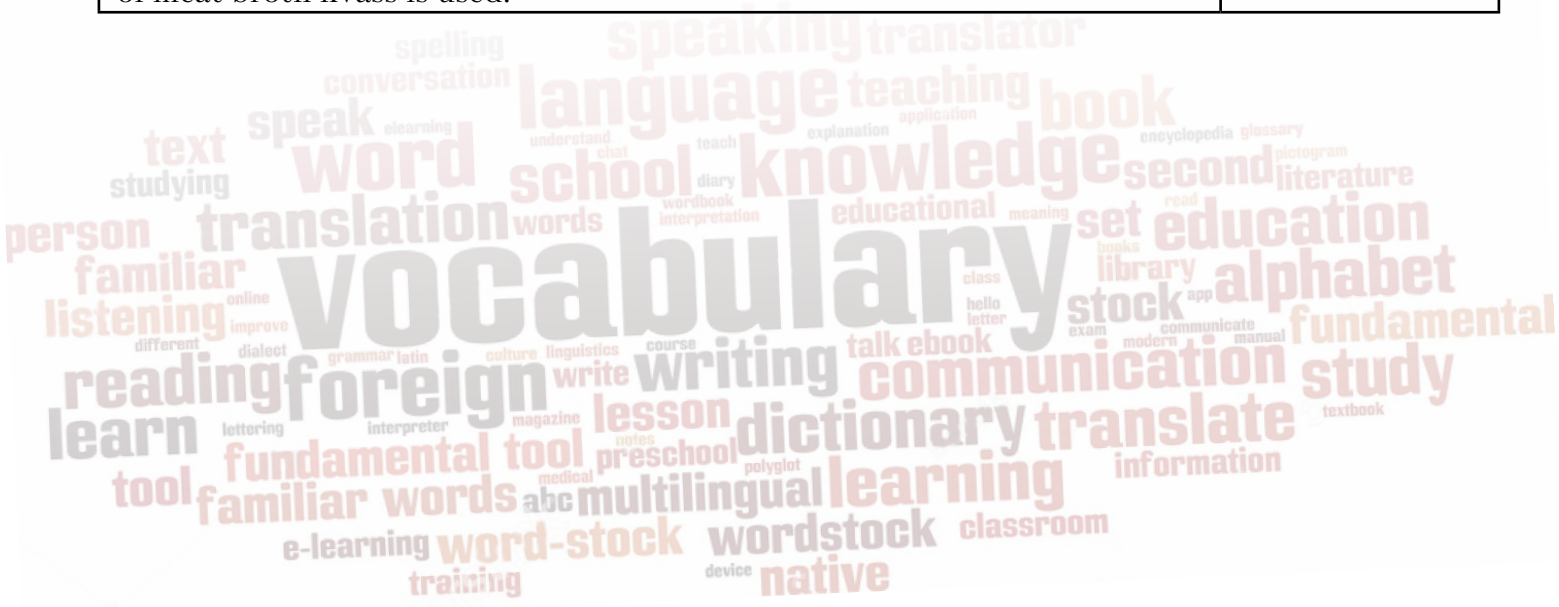 of meat broth kvass is used.
spelling speaking translator
conversation language teaching book
speak elearning understand teach explanation application encyclopedia glossary
text word school chat diary knowledge second pictogram
studying wordbook literature
person translation words interpretation educational meaning set read education
familiar vocabulary class books library alphabet
listening online improve hello letter stock app fundamental
different dialect grammar latin culture linguistics course talk ebook exam modern communicate manual
reading foreign write writing communication study
learn lettering interpreter magazine lesson dictionary translate textbook
fundamental tool notes preschool polyglot information
tool familiar words medical abc multilingual learning
e-learning word-stock wordstock classroom
training device native